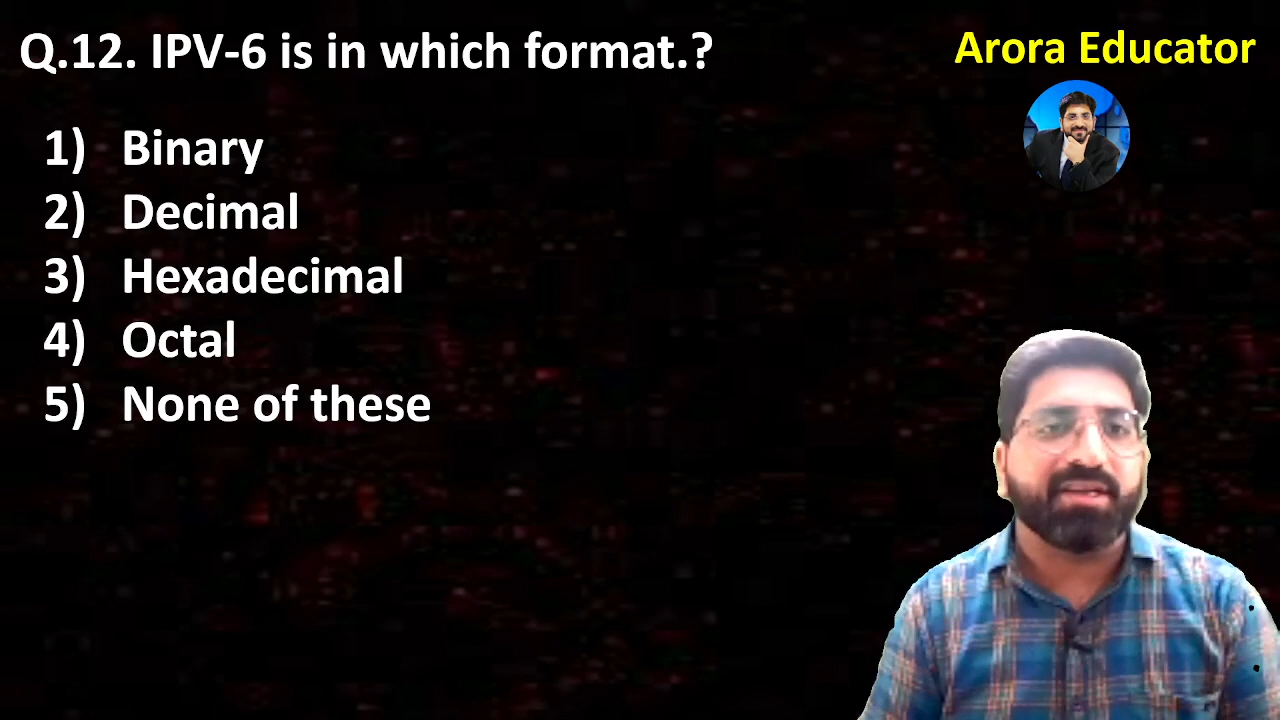 Q.12. IPV-6 is in which format.?
Arora Educator
1) Binary
2) Decimal
3) Hexadecimal
4) Octal
5) None of these